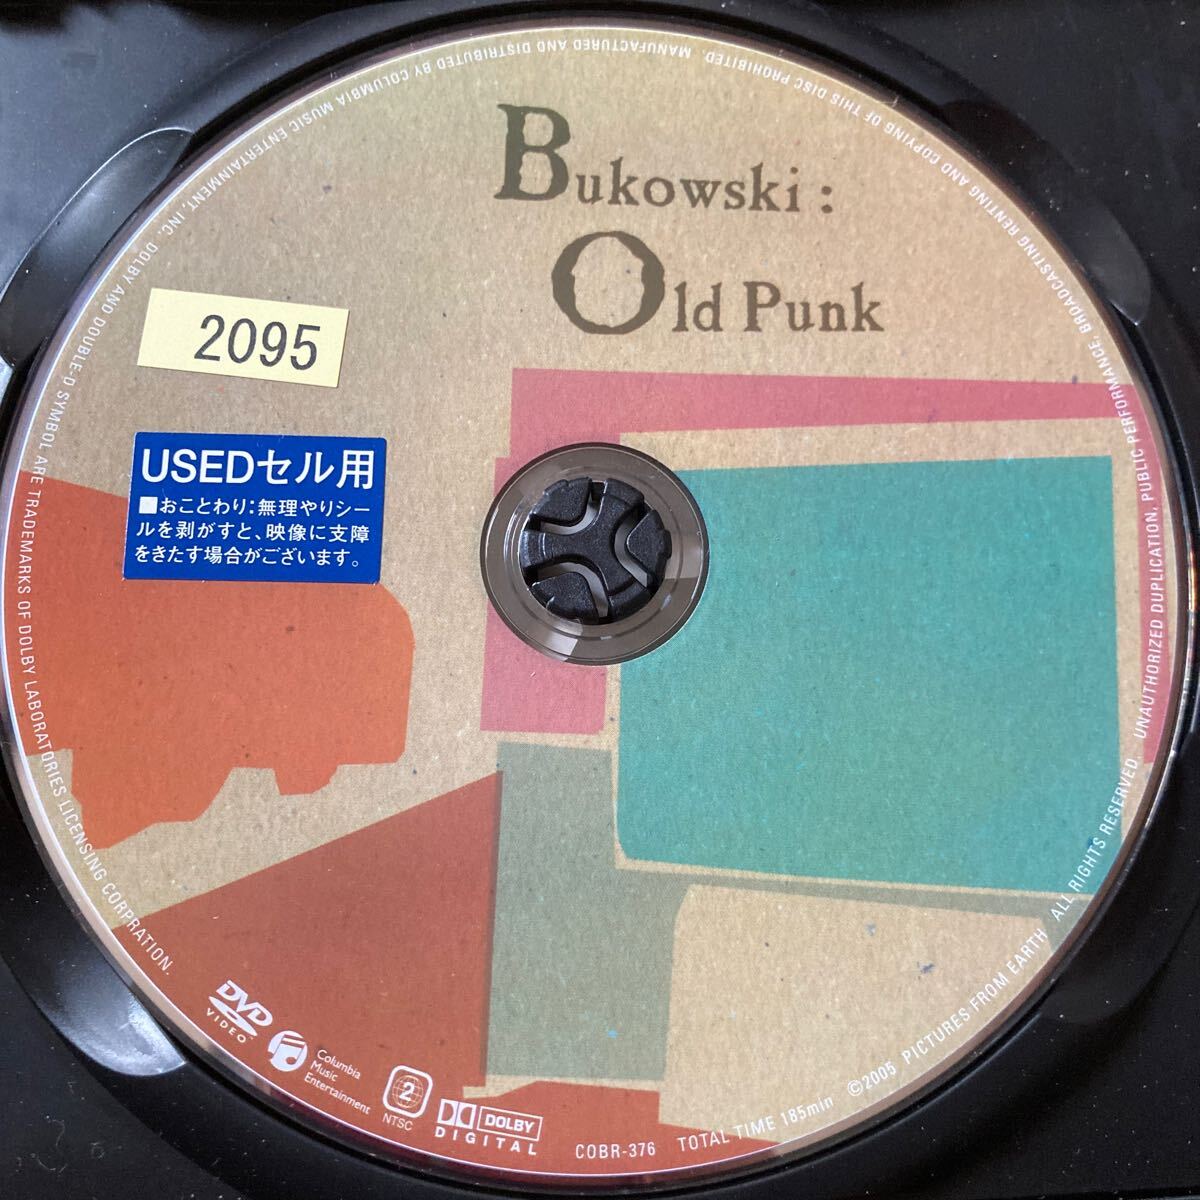 Bukowski :
Old Punk
2095
USEDセル用
■おことわり：無理やりシー
ルを剥がすと、映像に支障
をきたす場合がございます。
DVD
VIDEO
Columbia
Music
Entertainment
2
NTSC
DOLBY
DIGITAL
COBR-376 TOTAL TIME 185min ©2005 PICTURES FROM EARTH ALL RIGHTS RESERVED. UNAUTHORIZED DUPLICATION, PUBLIC PERFORMANCE, BROADCASTING RENTING AND COPYING OF THIS DISC PROHIBITED. MANUFACTURED AND DISTRIBUTED BY COLUMBIA MUSIC ENTERTAINMENT, INC. DOLBY AND DOUBLE-D SYMBOL ARE TRADEMARKS OF DOLBY LABORATORIES LICENSING CORPRATION.